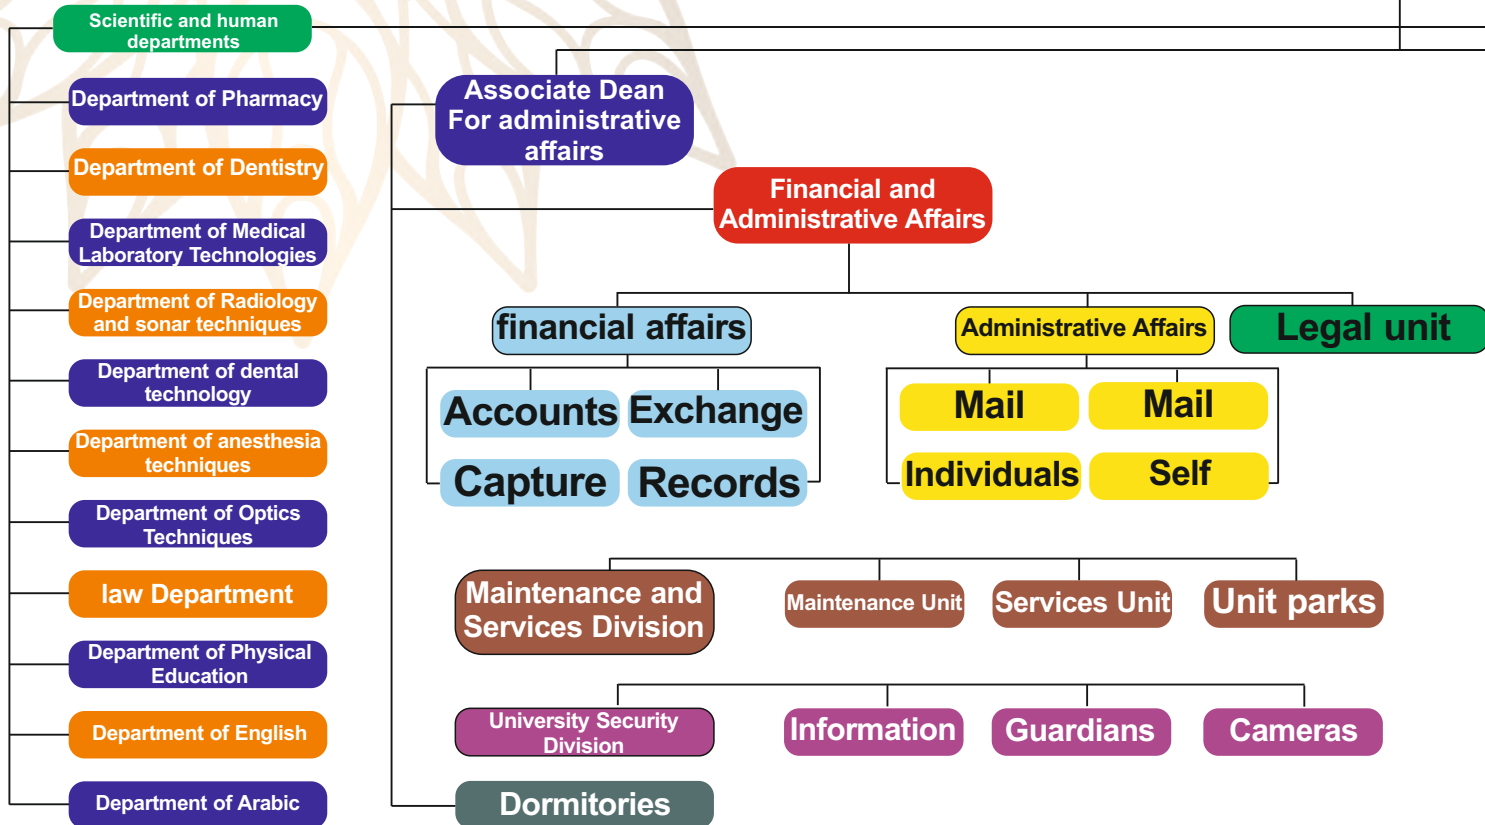 Scientific and human
departments
Department of Pharmacy
Department of Dentistry
Department of Medical
Laboratory Technologies
Department of Radiology
and sonar techniques
Department of dental
technology
Department of anesthesia
techniques
Department of Optics
Techniques
law Department
Department of Physical
Education
Department of English
Department of Arabic
Associate Dean
For administrative
affairs
Financial and
Administrative Affairs
financial affairs
Administrative Affairs
Legal unit
Accounts
Exchange
Capture
Records
Mail
Mail
Individuals
Self
Maintenance and
Services Division
Maintenance Unit
Services Unit
Unit parks
University Security
Division
Information
Guardians
Cameras
Dormitories